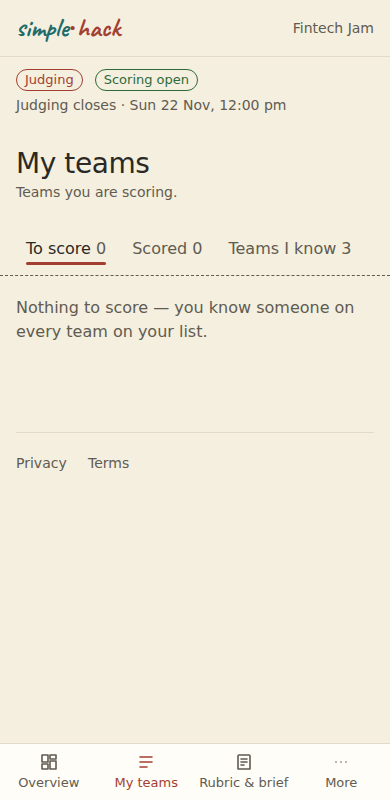 simple hack
Fintech Jam
Judging
Scoring open
Judging closes · Sun 22 Nov, 12:00 pm
My teams
Teams you are scoring.
To score 0
Scored 0
Teams I know 3
Nothing to score — you know someone on
every team on your list.
Privacy
Terms
Overview
My teams
Rubric & brief
More